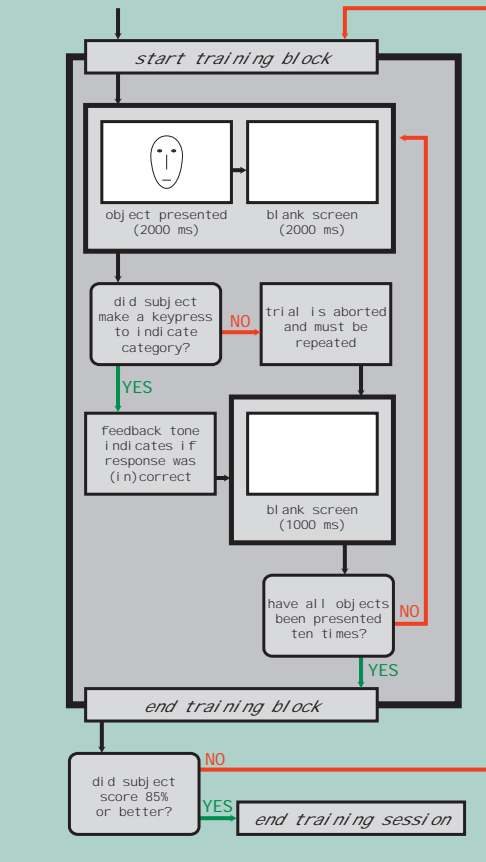 start training block
object presented
(2000 ms)
blank screen
(2000 ms)
did subject
make a keypress
to indicate
category?
NO
trial is aborted
and must be
repeated
YES
feedback tone
indicates if
response was
(in)correct
blank screen
(1000 ms)
have all objects
been presented
ten times?
NO
YES
end training block
did subject
score 85%
or better?
NO
YES
end training session